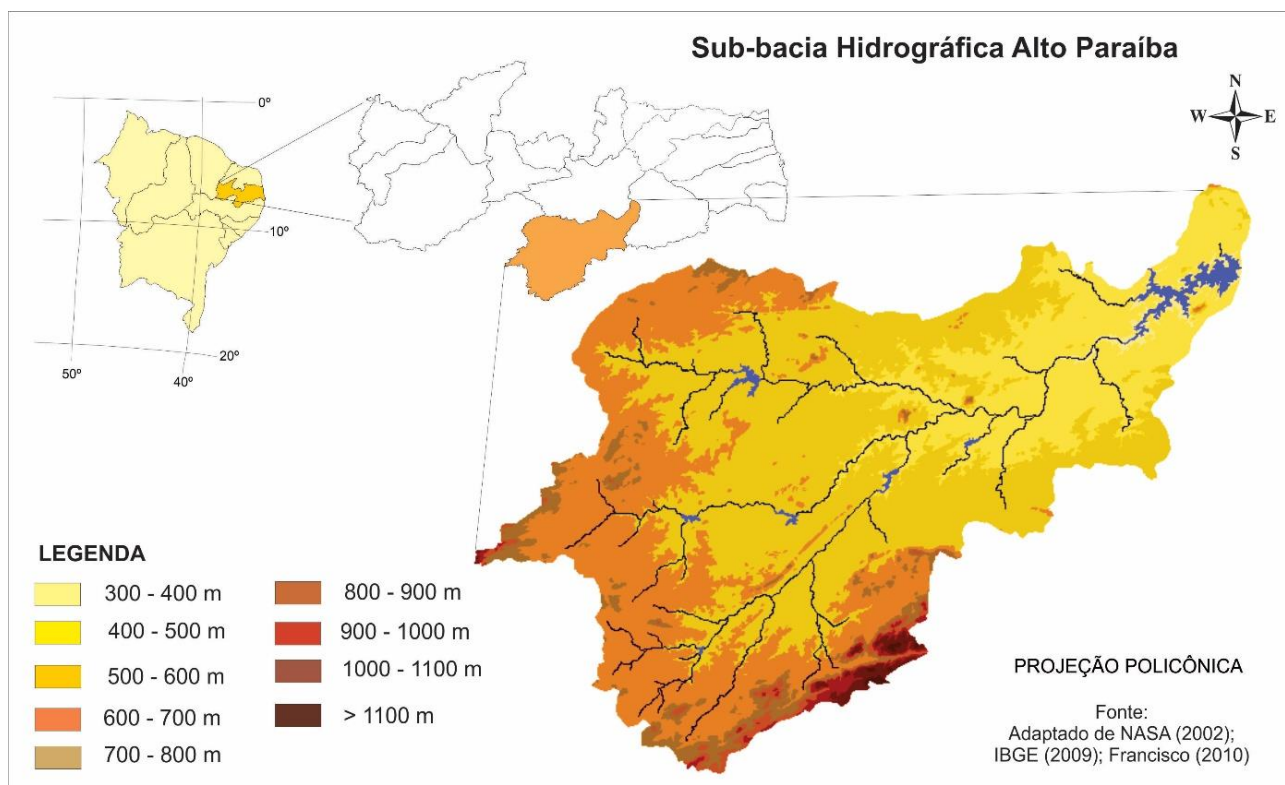 Sub-bacia Hidrográfica Alto Paraíba
N
W E
S
0º
10º
20º
50º
40º
LEGENDA
300 - 400 m
400 - 500 m
500 - 600 m
600 - 700 m
700 - 800 m
800 - 900 m
900 - 1000 m
1000 - 1100 m
> 1100 m
PROJEÇÃO POLICÔNICA
Fonte:
Adaptado de NASA (2002);
IBGE (2009); Francisco (2010)